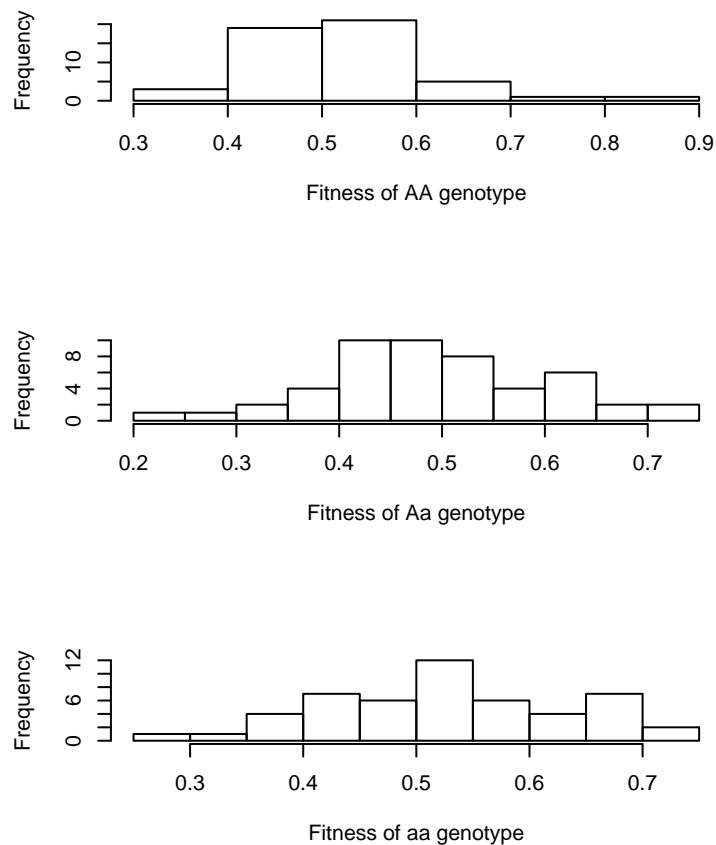 Frequency
0 10
0.3 0.4 0.5 0.6 0.7 0.8 0.9
Fitness of AA genotype
Frequency
0 4 8
0.2 0.3 0.4 0.5 0.6 0.7
Fitness of Aa genotype
Frequency
0 6 12
0.3 0.4 0.5 0.6 0.7
Fitness of aa genotype